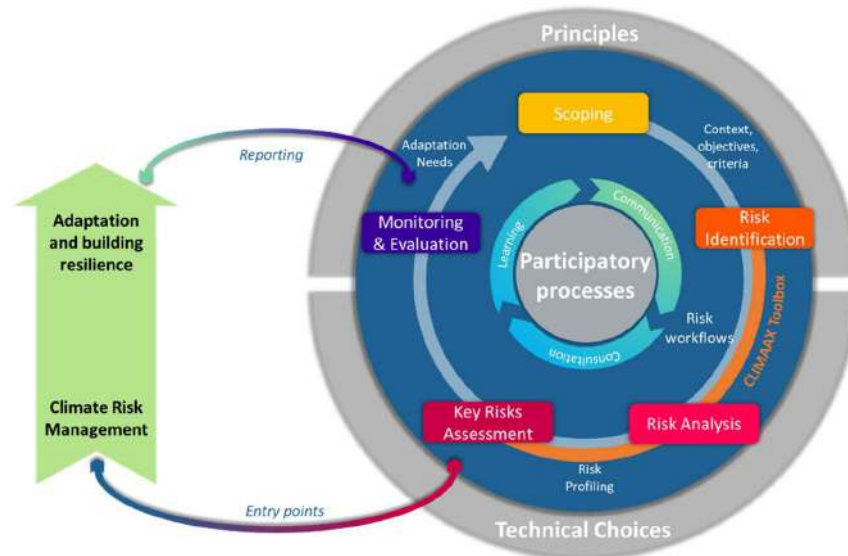 Principles
Scoping
Reporting
Adaptation
Needs
Context,
objectives,
criteria
Adaptation
and building
resilience
Monitoring
& Evaluation
Learning
Communication
Risk
Identification
Participatory
processes
Consultation
Risk
workflows
CLIMAAX Toolbox
Climate Risk
Management
Key Risks
Assessment
Risk Analysis
Risk
Profiling
Entry points
Technical Choices